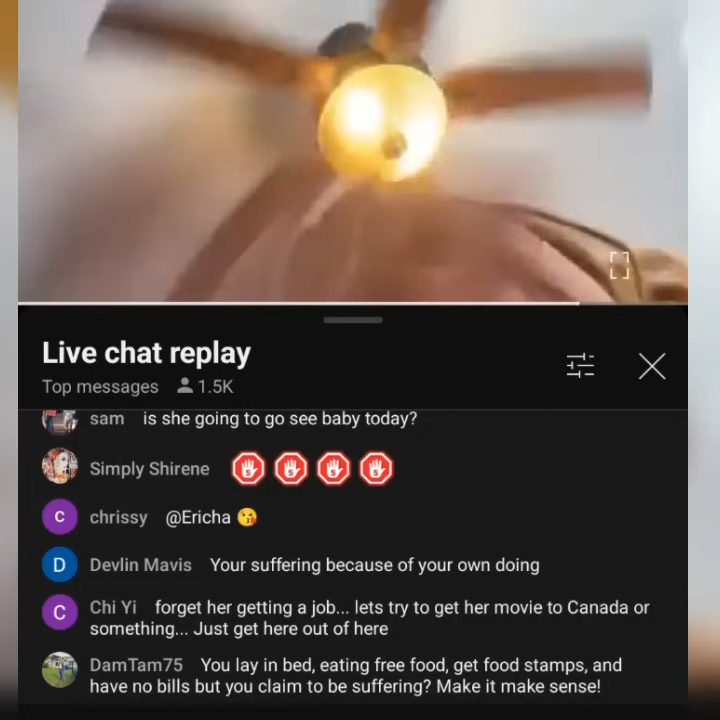 Live chat replay
Top messages 1.5K
sam is she going to go see baby today?
Simply Shirene
C chrissy @Ericha 😘
D Devlin Mavis Your suffering because of your own doing
C Chi Yi forget her getting a job... lets try to get her movie to Canada or
something... Just get here out of here
DamTam75 You lay in bed, eating free food, get food stamps, and
have no bills but you claim to be suffering? Make it make sense!